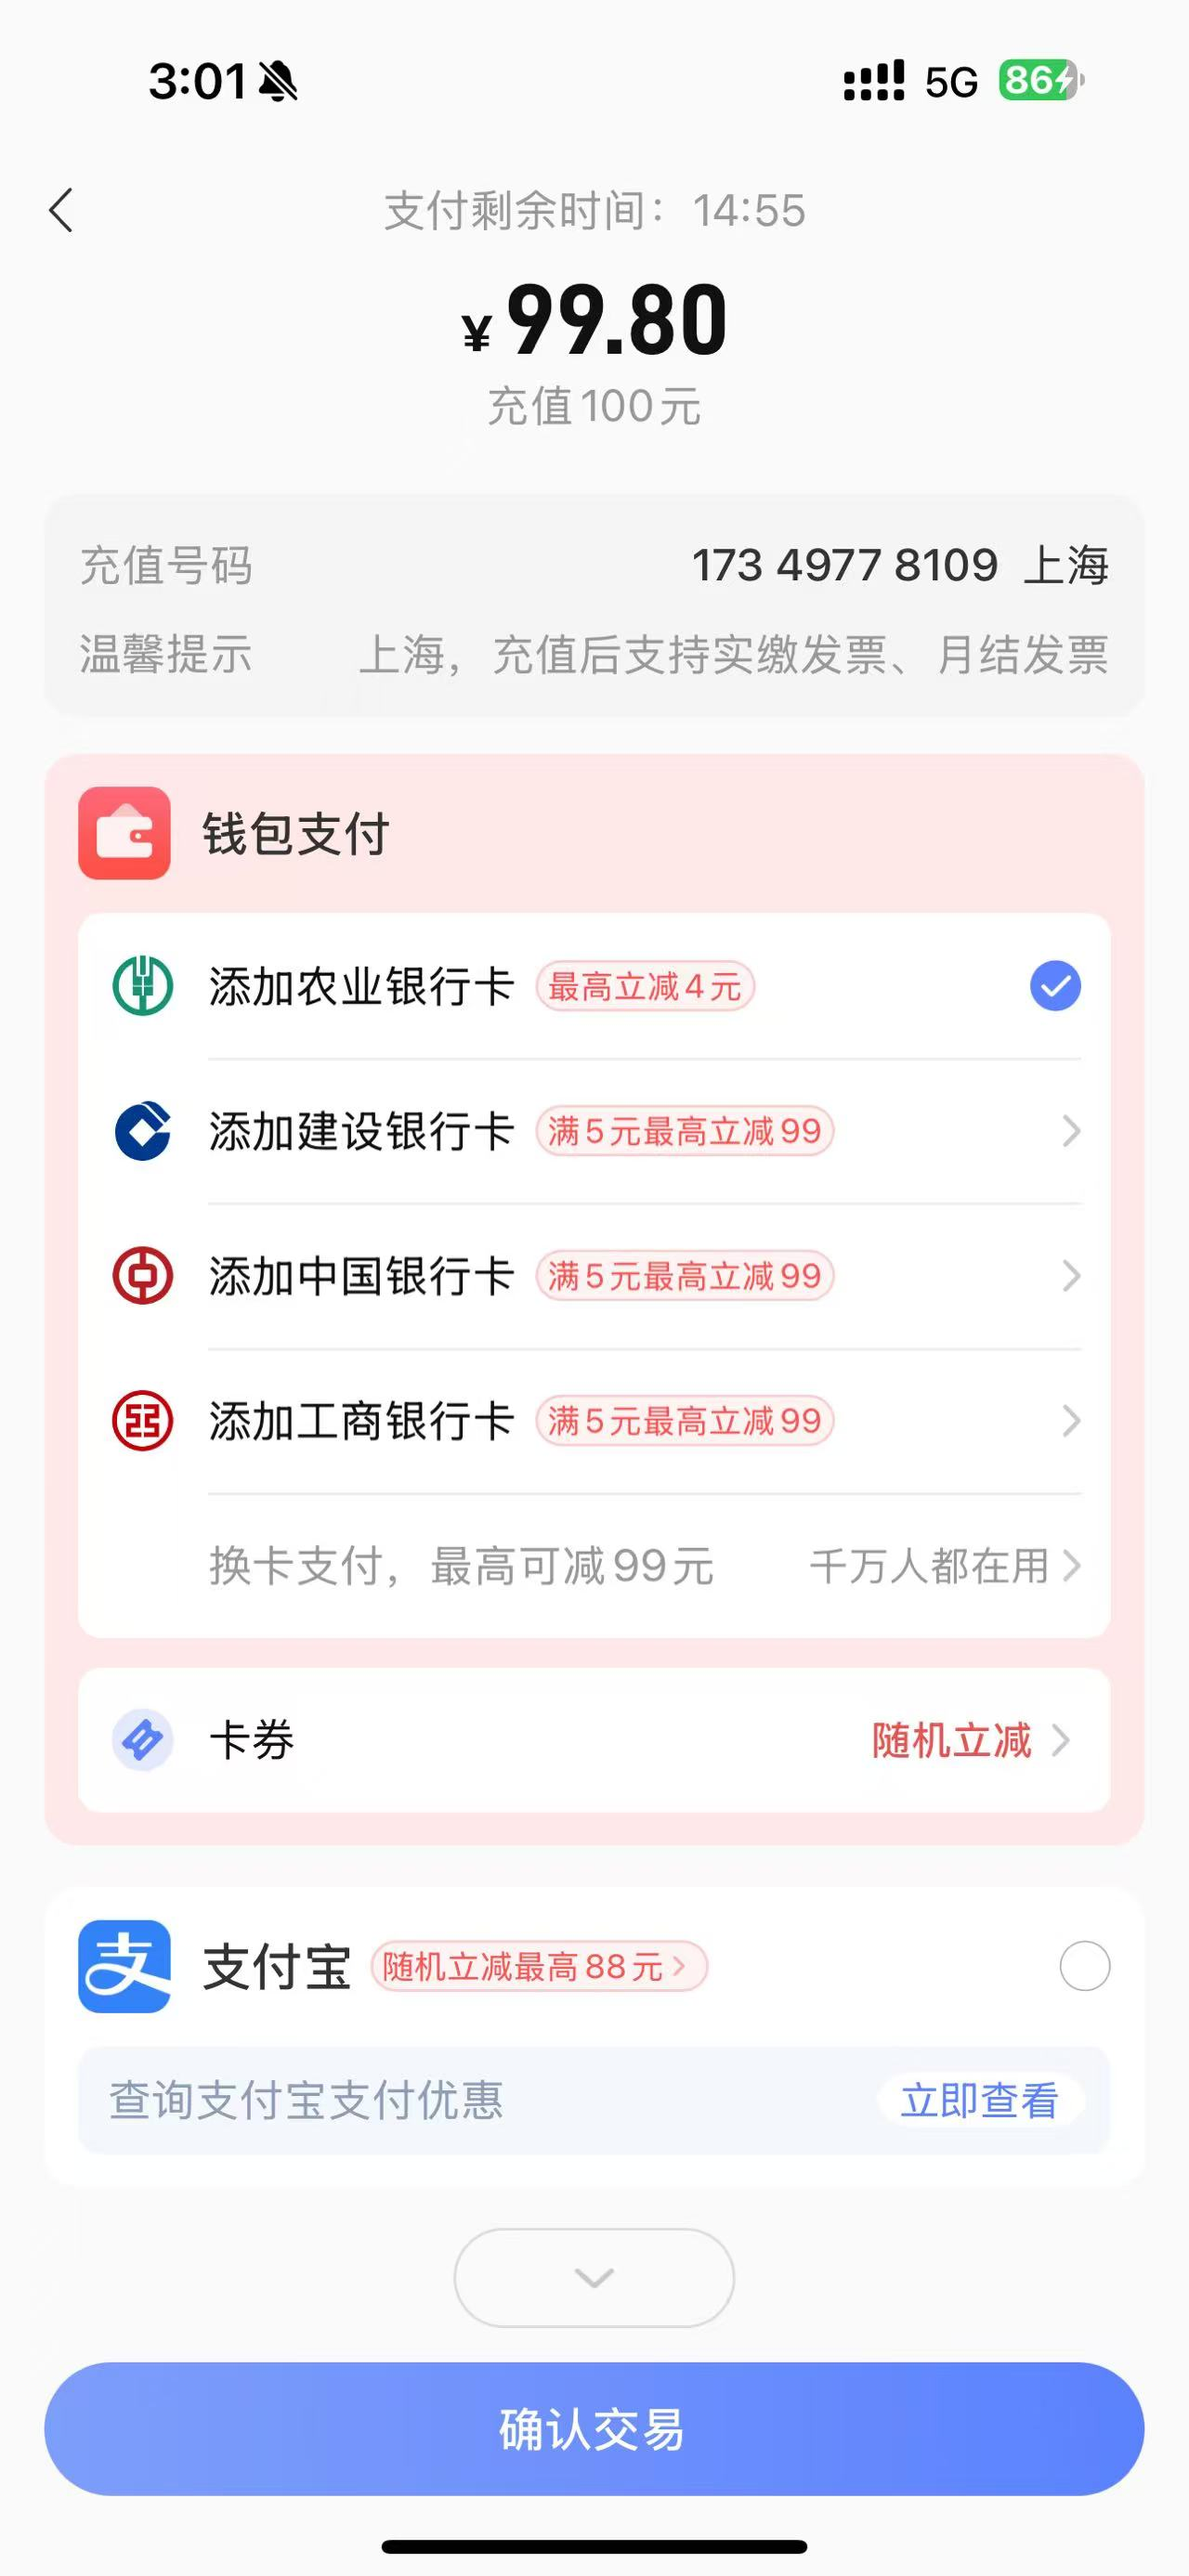 3:01 5G 86
支付剩余时间：14:55
¥99.80
充值100元
充值号码 173 4977 8109 上海
温馨提示 上海，充值后支持实缴发票、月结发票
钱包支付
添加农业银行卡 最高立减4元
添加建设银行卡 满5元最高立减99
添加中国银行卡 满5元最高立减99
添加工商银行卡 满5元最高立减99
换卡支付，最高可减99元 千万人都在用
卡券 随机立减
支 支付宝 随机立减最高88元
查询支付宝支付优惠 立即查看
确认交易